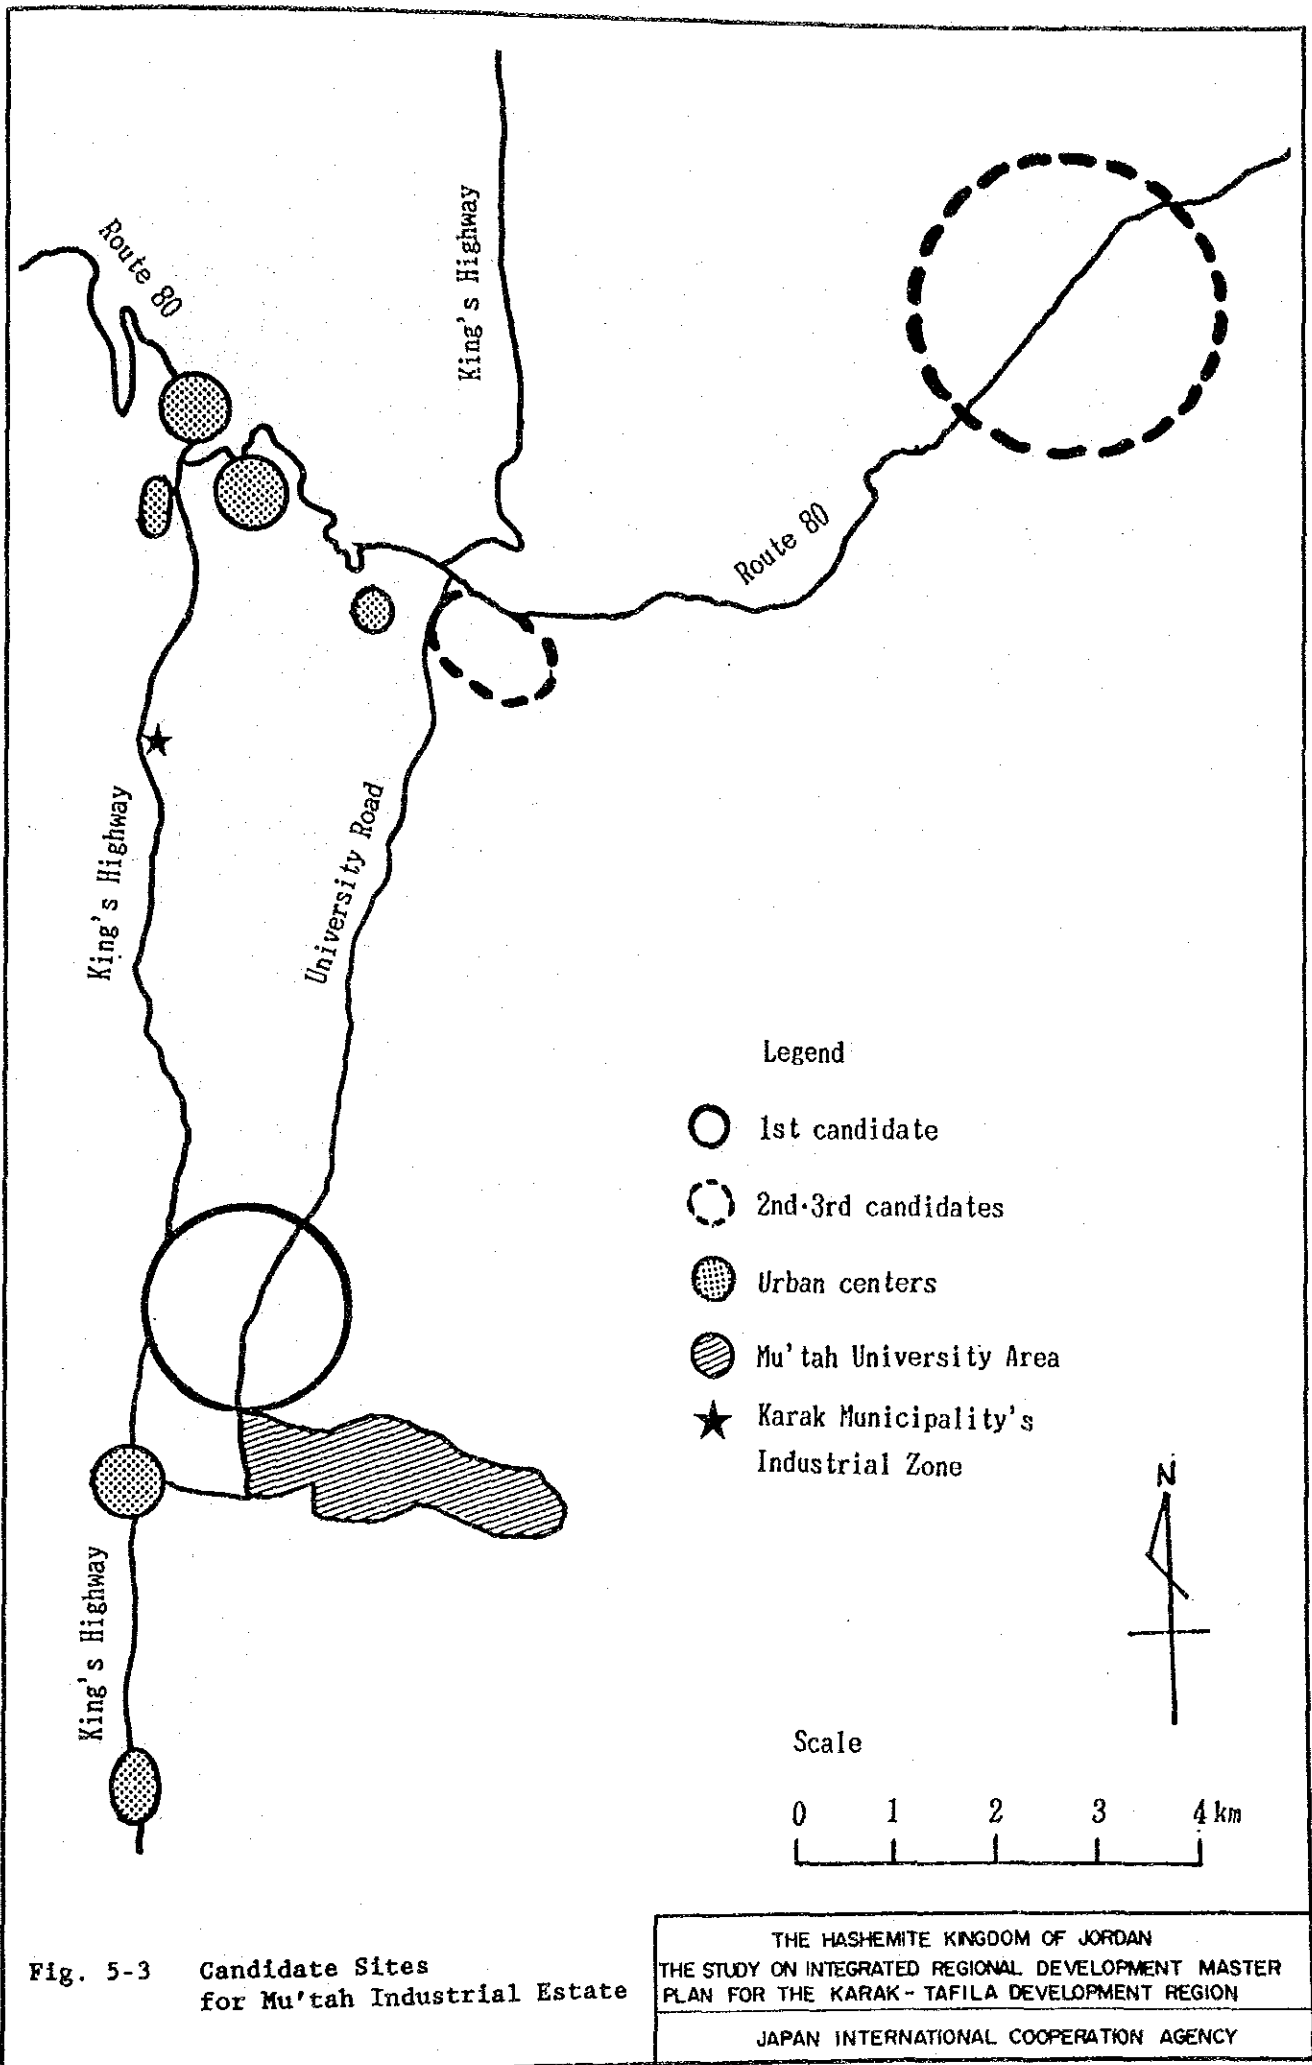 Route 80
King's Highway
Route 80
King's Highway
University Road
King's Highway
Legend
1st candidate
2nd·3rd candidates
Urban centers
Mu'tah University Area
Karak Municipality's
Industrial Zone
N
Scale
0 1 2 3 4 km
Fig. 5-3 Candidate Sites
for Mu'tah Industrial Estate
THE HASHEMITE KINGDOM OF JORDAN
THE STUDY ON INTEGRATED REGIONAL DEVELOPMENT MASTER
PLAN FOR THE KARAK - TAFILA DEVELOPMENT REGION
JAPAN INTERNATIONAL COOPERATION AGENCY